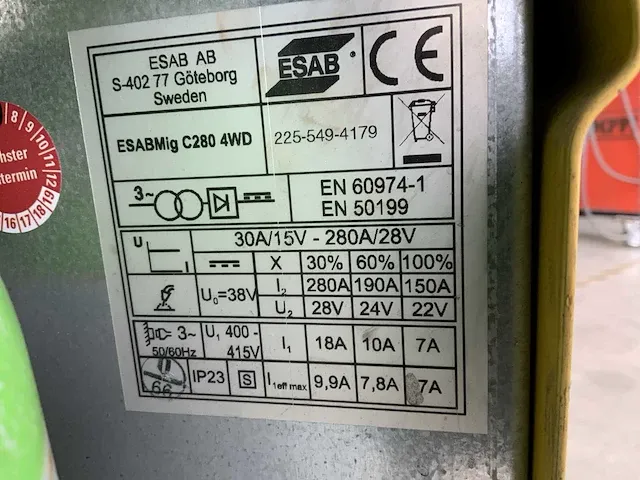 ESAB AB
S-402 77 Göteborg
Sweden
ESAB ®
CE
ESABMig C280 4WD
225-549-4179
3~
EN 60974-1
EN 50199
U
I
30A/15V - 280A/28V
X 30% 60% 100%
U₀=38V
I₂ 280A 190A 150A
U₂ 28V 24V 22V
3~
50/60Hz
U₁ 400 -
415V
I₁ 18A 10A 7A
66
IP23
S
I₁eff max 9,9A 7,8A 7A
8 9 10 11 12
termin
16 17 18 19